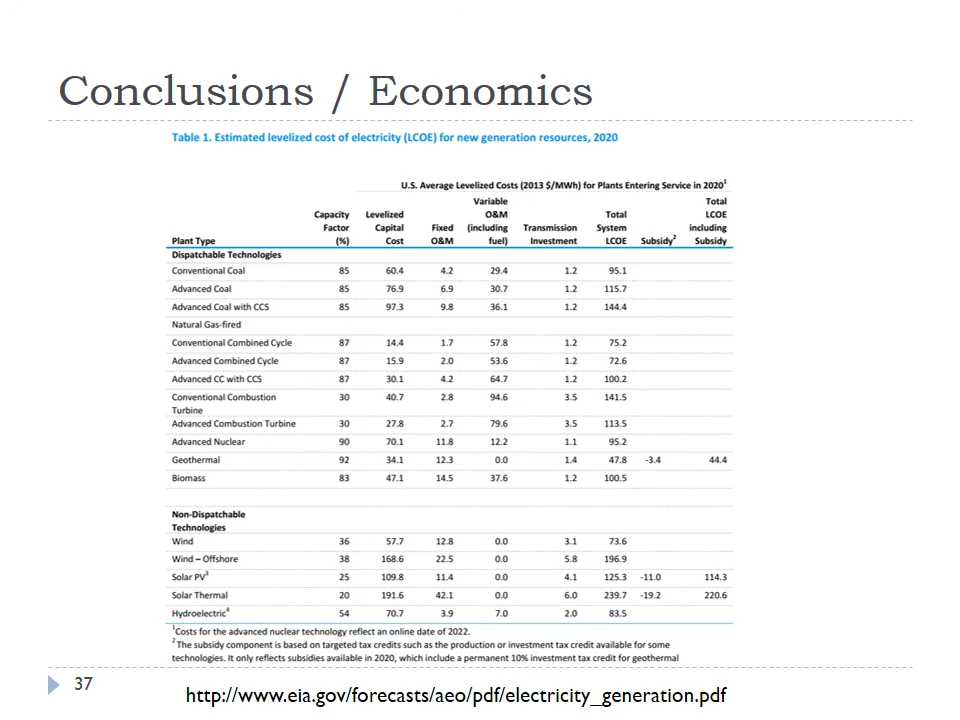 Conclusions / Economics
Table 1. Estimated levelized cost of electricity (LCOE) for new generation resources, 2020
U.S. Average Levelized Costs (2013 $/MWh) for Plants Entering Service in 2020¹
Plant Type Capacity Factor (%) Levelized Capital Cost Fixed O&M Variable O&M (including fuel) Transmission Investment Total System LCOE Subsidy² Total LCOE including Subsidy
Dispatchable Technologies
Conventional Coal 85 60.4 4.2 29.4 1.2 95.1
Advanced Coal 85 76.9 6.9 30.7 1.2 115.7
Advanced Coal with CCS 85 97.3 9.8 36.1 1.2 144.4
Natural Gas-fired
Conventional Combined Cycle 87 14.4 1.7 57.8 1.2 75.2
Advanced Combined Cycle 87 15.9 2.0 53.6 1.2 72.6
Advanced CC with CCS 87 30.1 4.2 64.7 1.2 100.2
Conventional Combustion Turbine 30 40.7 2.8 94.6 3.5 141.5
Advanced Combustion Turbine 30 27.8 2.7 79.6 3.5 113.5
Advanced Nuclear 90 70.1 11.8 12.2 1.1 95.2
Geothermal 92 34.1 12.3 0.0 1.4 47.8 -3.4 44.4
Biomass 83 47.1 14.5 37.6 1.2 100.5
Non-Dispatchable
Technologies
Wind 36 57.7 12.8 0.0 3.1 73.6
Wind – Offshore 38 168.6 22.5 0.0 5.8 196.9
Solar PV³ 25 109.8 11.4 0.0 4.1 125.3 -11.0 114.3
Solar Thermal 20 191.6 42.1 0.0 6.0 239.7 -19.2 220.6
Hydroelectric⁴ 54 70.7 3.9 7.0 2.0 83.5
¹Costs for the advanced nuclear technology reflect an online date of 2022.
²The subsidy component is based on targeted tax credits such as the production or investment tax credit available for some
technologies. It only reflects subsidies available in 2020, which include a permanent 10% investment tax credit for geothermal
37
http://www.eia.gov/forecasts/aeo/pdf/electricity_generation.pdf